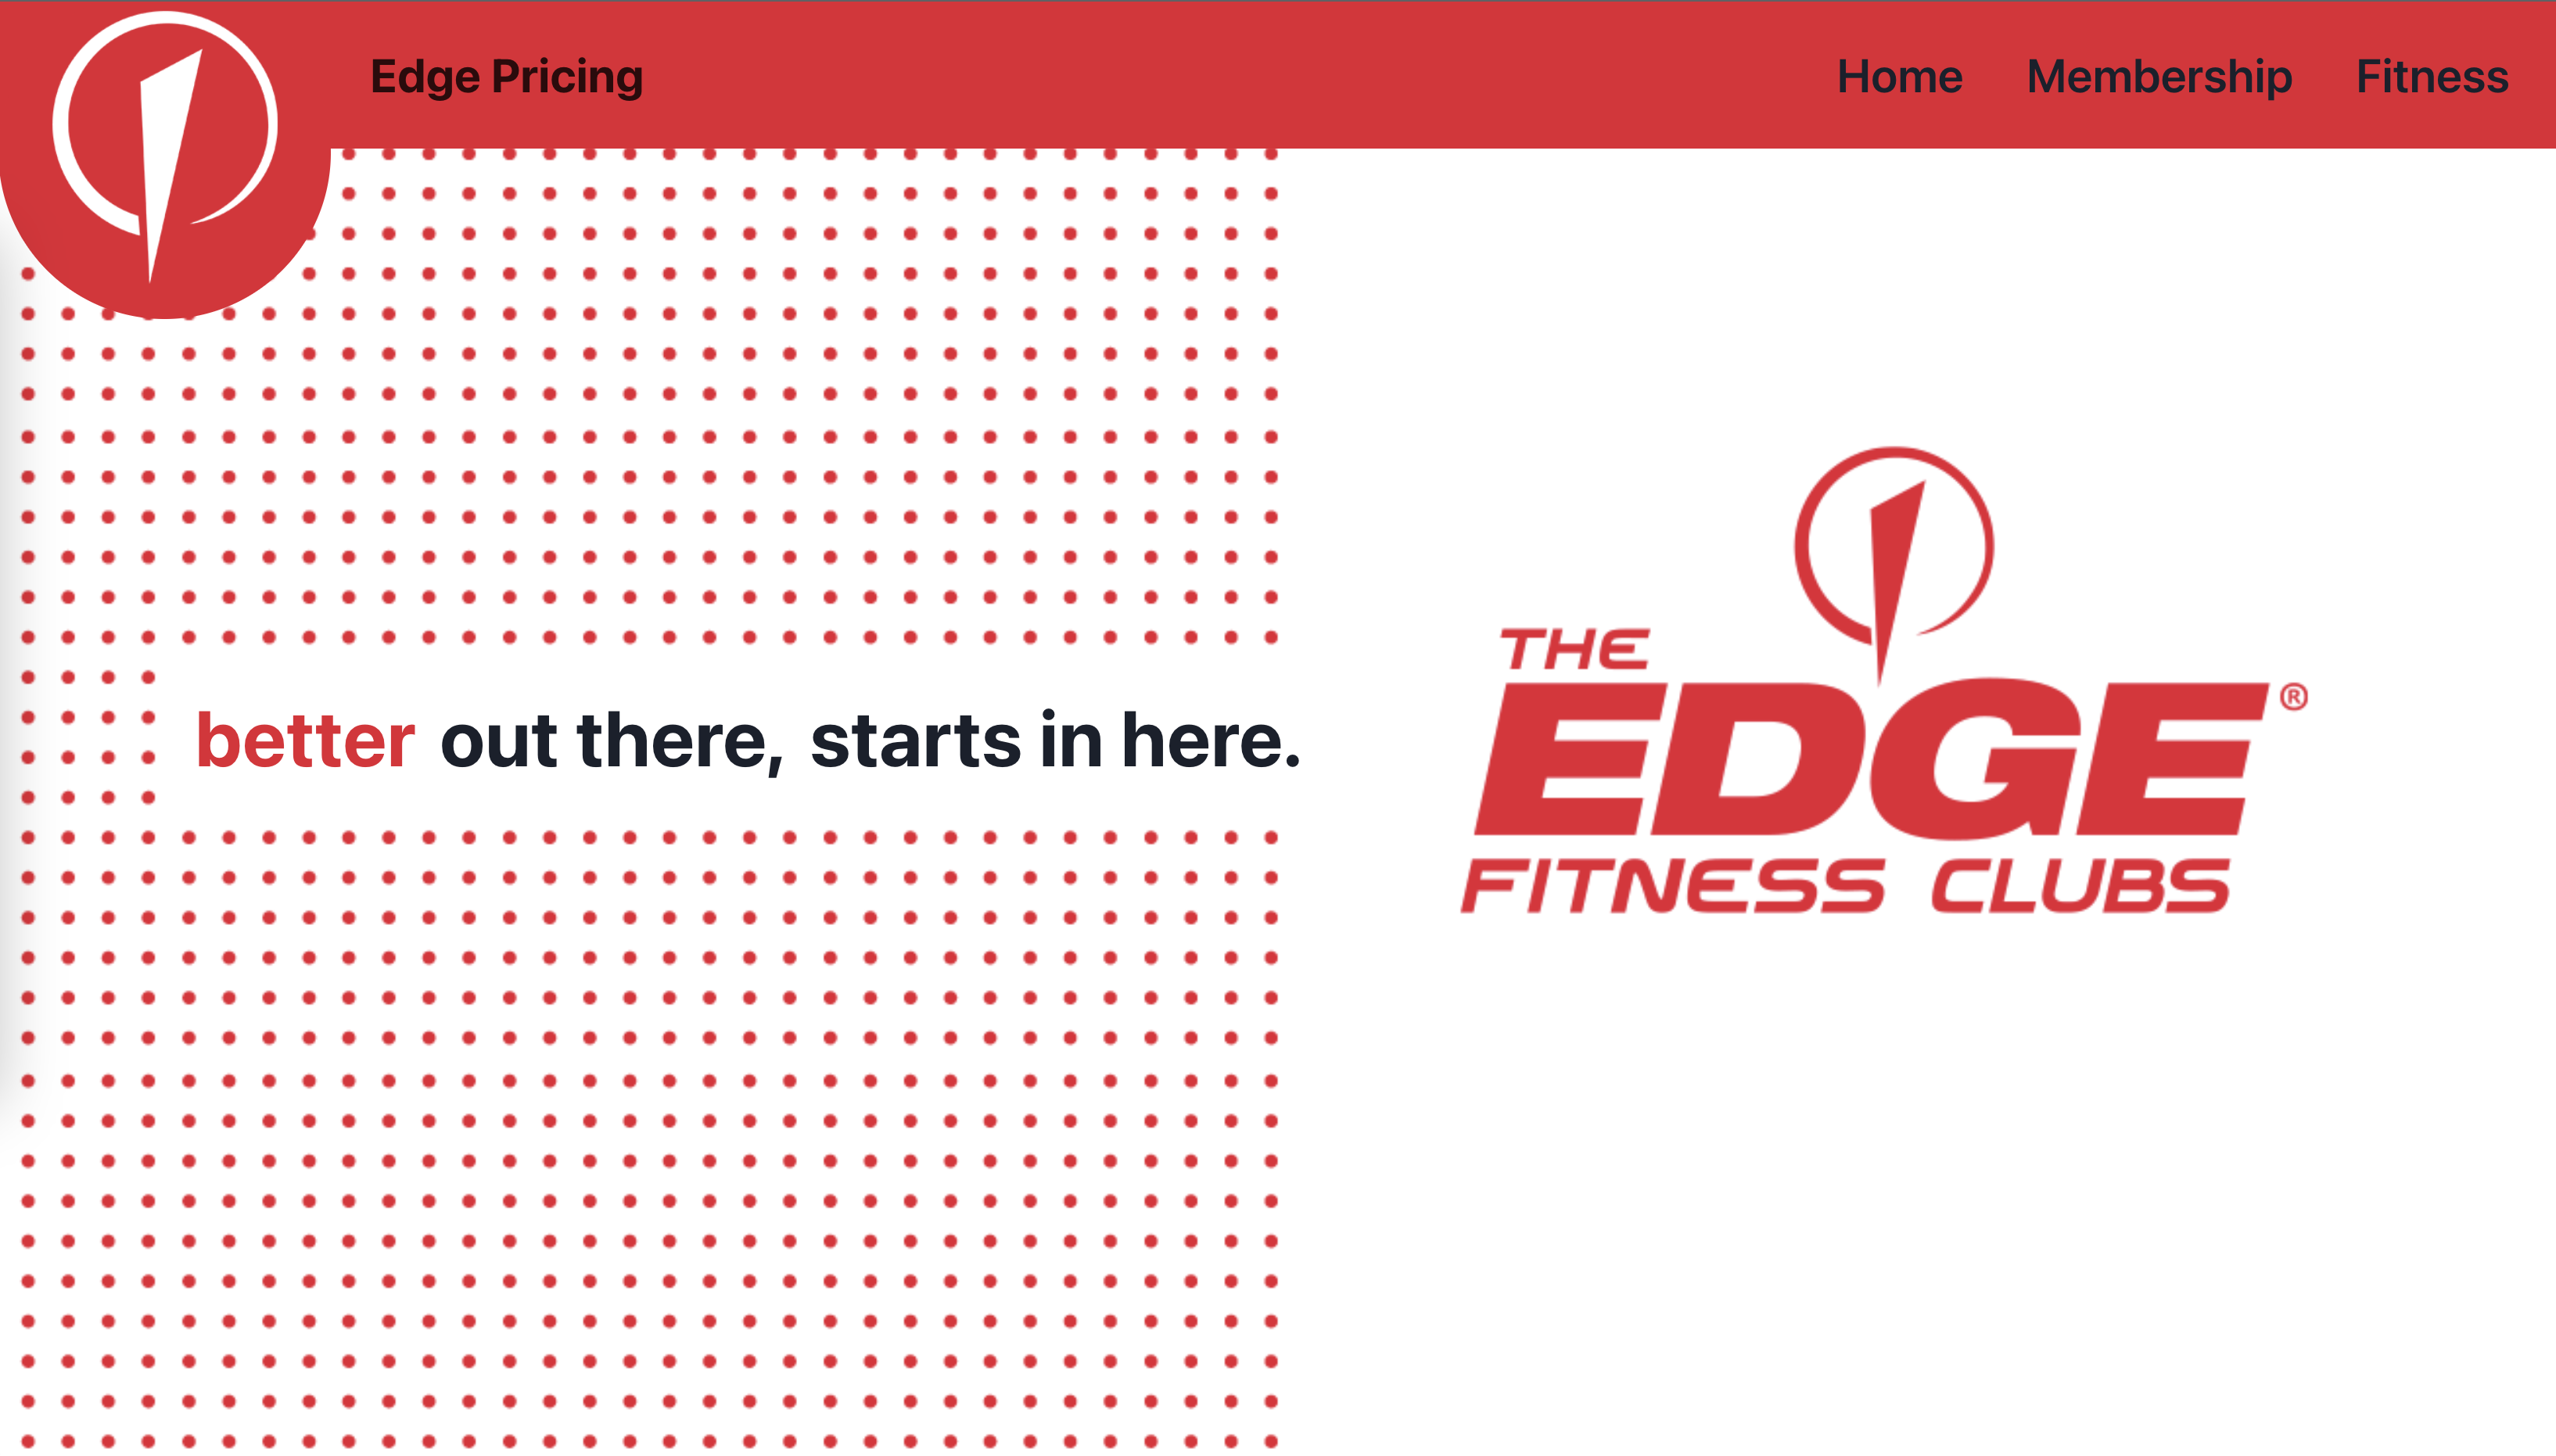 Edge Pricing
Home Membership Fitness
better out there, starts in here.
THE
EDGE®
FITNESS CLUBS